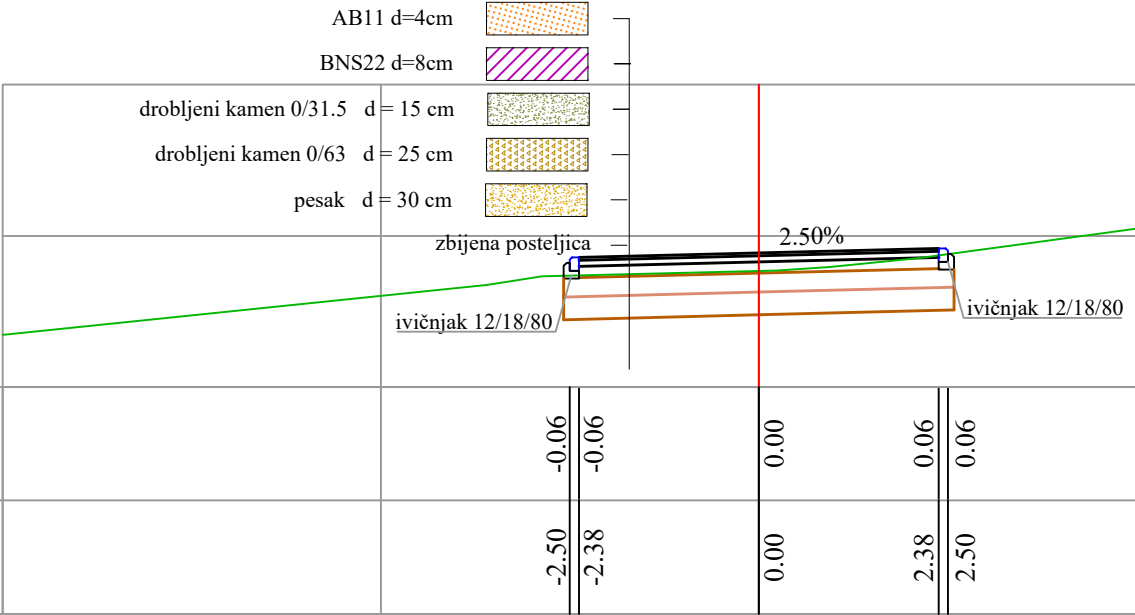 AB11 d=4cm
BNS22 d=8cm
drobljeni kamen 0/31.5 d = 15 cm
drobljeni kamen 0/63 d = 25 cm
pesak d = 30 cm
zbijena posteljica
2.50%
ivičnjak 12/18/80
ivičnjak 12/18/80
-0.06
-0.06
0.00
0.06
0.06
-2.50
-2.38
0.00
2.38
2.50